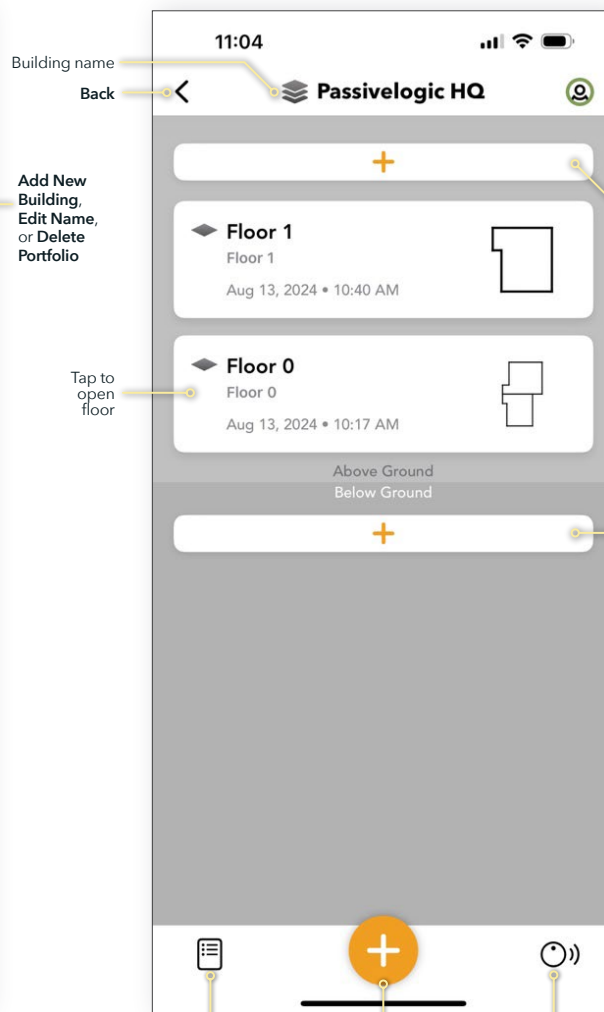 11:04
Building name
Passivelogic HQ
Back
Add New
Building,
Edit Name,
or Delete
Portfolio
Floor 1
Floor 1
Aug 13, 2024 • 10:40 AM
Tap to
open
floor
Floor 0
Floor 0
Aug 13, 2024 • 10:17 AM
Above Ground
Below Ground